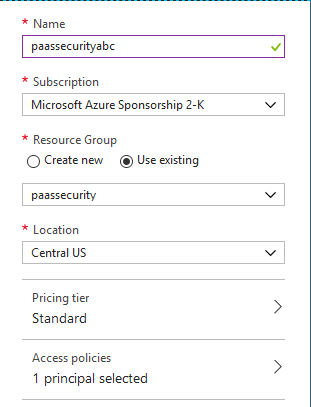 * Name
paassecurityabc
* Subscription
Microsoft Azure Sponsorship 2-K
* Resource Group
Create new Use existing
paassecurity
* Location
Central US
Pricing tier
Standard
Access policies
1 principal selected